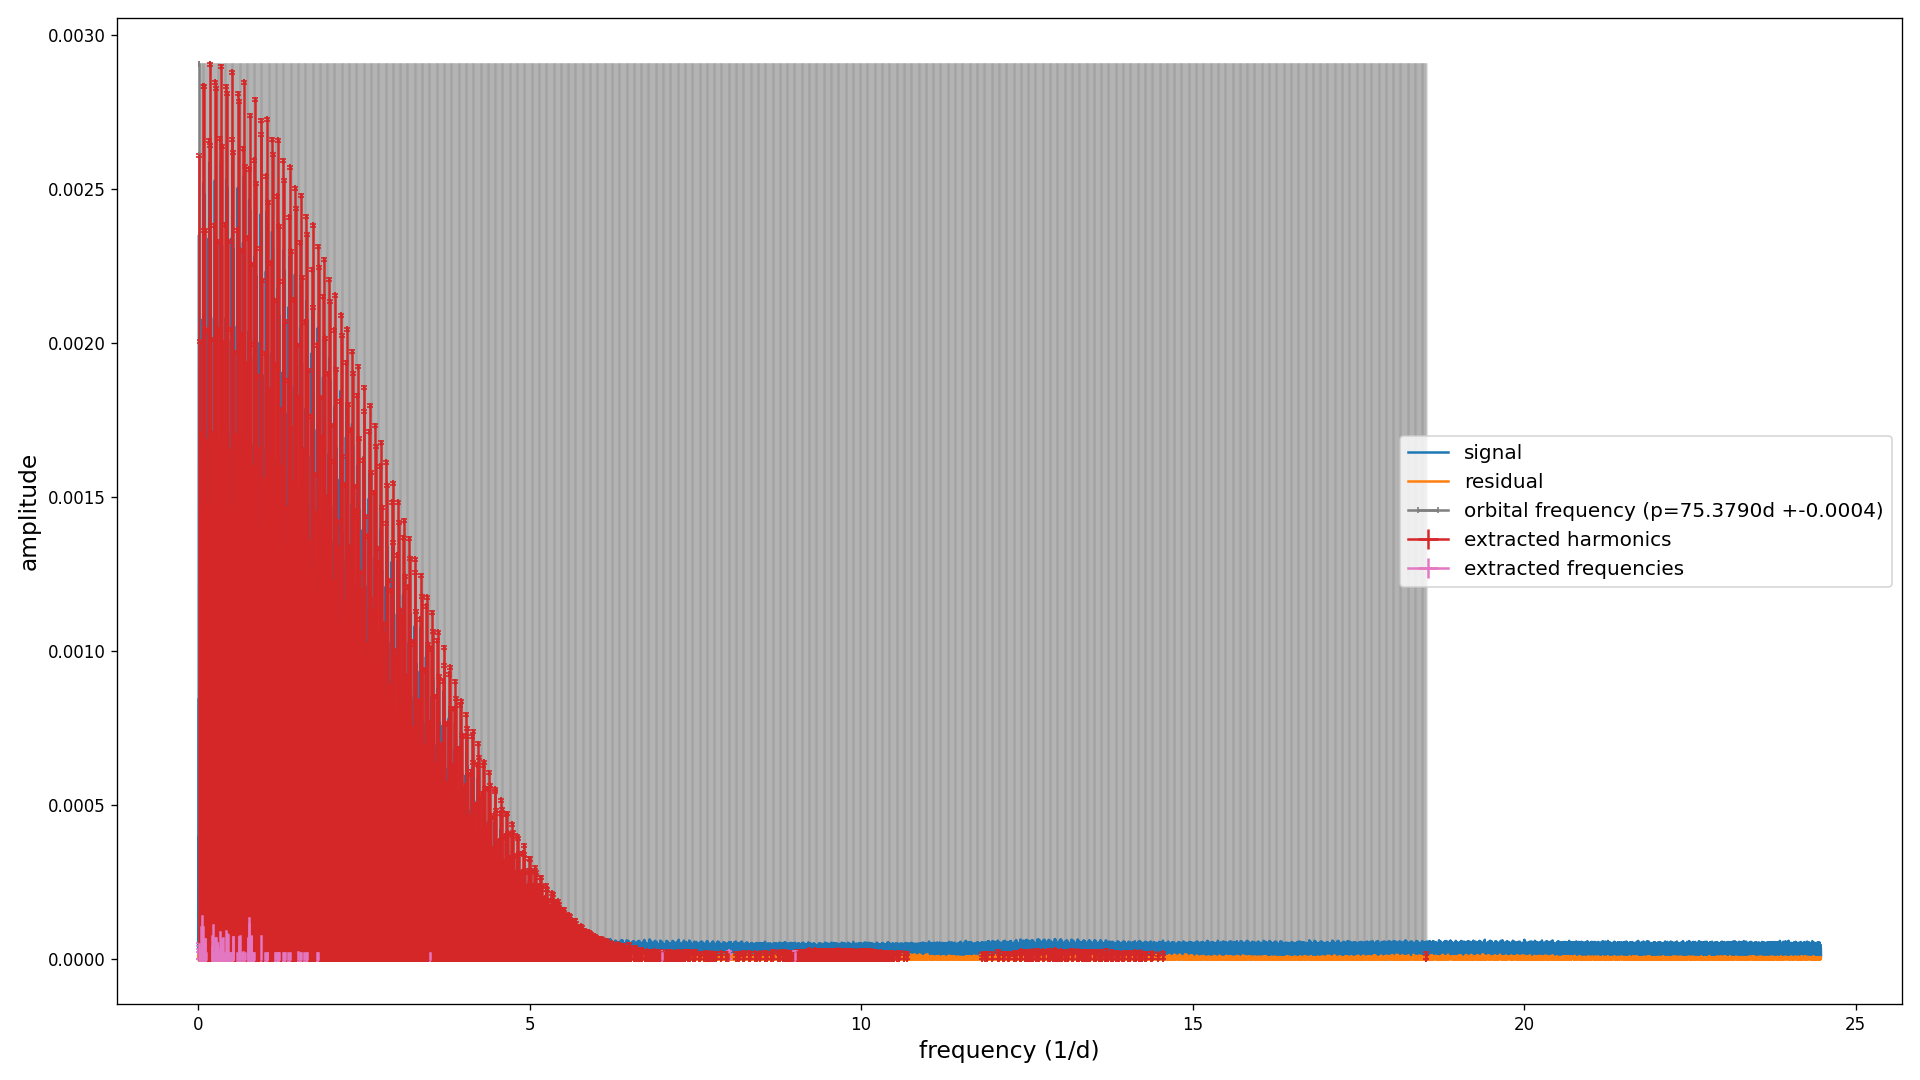 0.0030
0.0025
0.0020
0.0015
0.0010
0.0005
0.0000
amplitude
signal
residual
orbital frequency (p=75.3790d +-0.0004)
extracted harmonics
extracted frequencies
0 5 10 15 20 25
frequency (1/d)